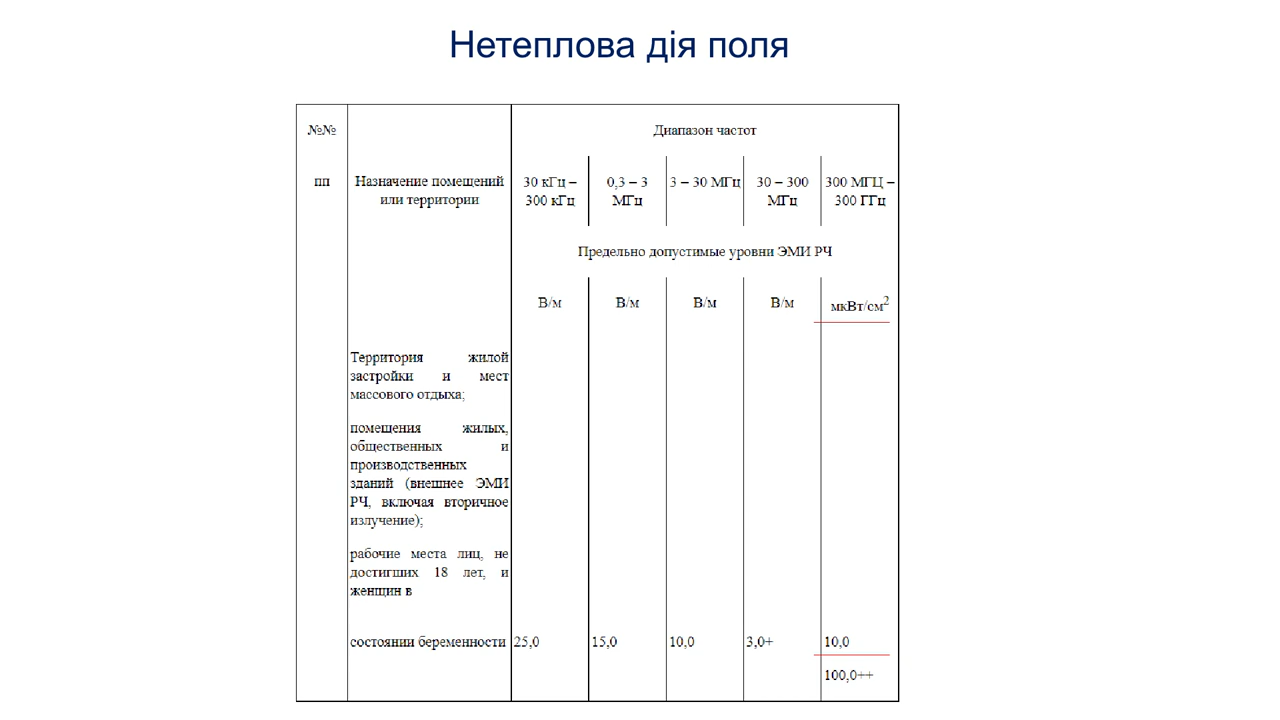 Нетеплова дія поля
№№
Диапазон частот
пп
Назначение помещений
или территории
30 кГц –
300 кГц
0,3 – 3
МГц
3 – 30 МГц
30 – 300
МГц
300 МГЦ –
300 ГГц
Предельно допустимые уровни ЭМИ РЧ
В/м
В/м
В/м
В/м
мкВт/см2
Территория жилой
застройки и мест
массового отдыха;
помещения жилых,
общественных и
производственных
зданий (внешнее ЭМИ
РЧ, включая вторичное
излучение);
рабочие места лиц, не
достигших 18 лет, и
женщин в
состоянии беременности
25,0
15,0
10,0
3,0+
10,0
100,0++